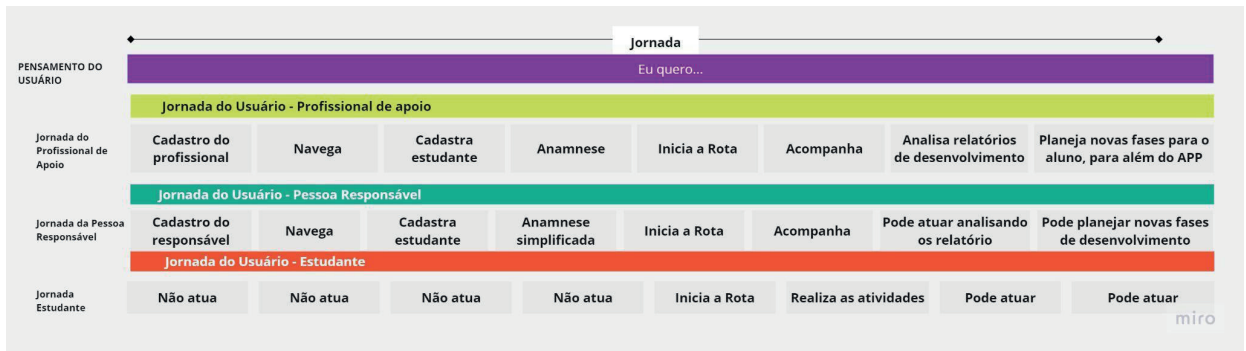 Jornada
PENSAMENTO DO
USUÁRIO
Eu quero...
Jornada do Usuário - Profissional de apoio
Jornada do
Profissional de
Apoio
Cadastro do
profissional
Navega
Cadastra
estudante
Anamnese
Inicia a Rota
Acompanha
Analisa relatórios
de desenvolvimento
Planeja novas fases para o
aluno, para além do APP
Jornada do Usuário - Pessoa Responsável
Jornada da Pessoa
Responsável
Cadastro do
responsável
Navega
Cadastra
estudante
Anamnese
simplificada
Inicia a Rota
Acompanha
Pode atuar analisando
os relatório
Pode planejar novas fases
de desenvolvimento
Jornada do Usuário - Estudante
Jornada
Estudante
Não atua
Não atua
Não atua
Não atua
Inicia a Rota
Realiza as atividades
Pode atuar
Pode atuar
miro